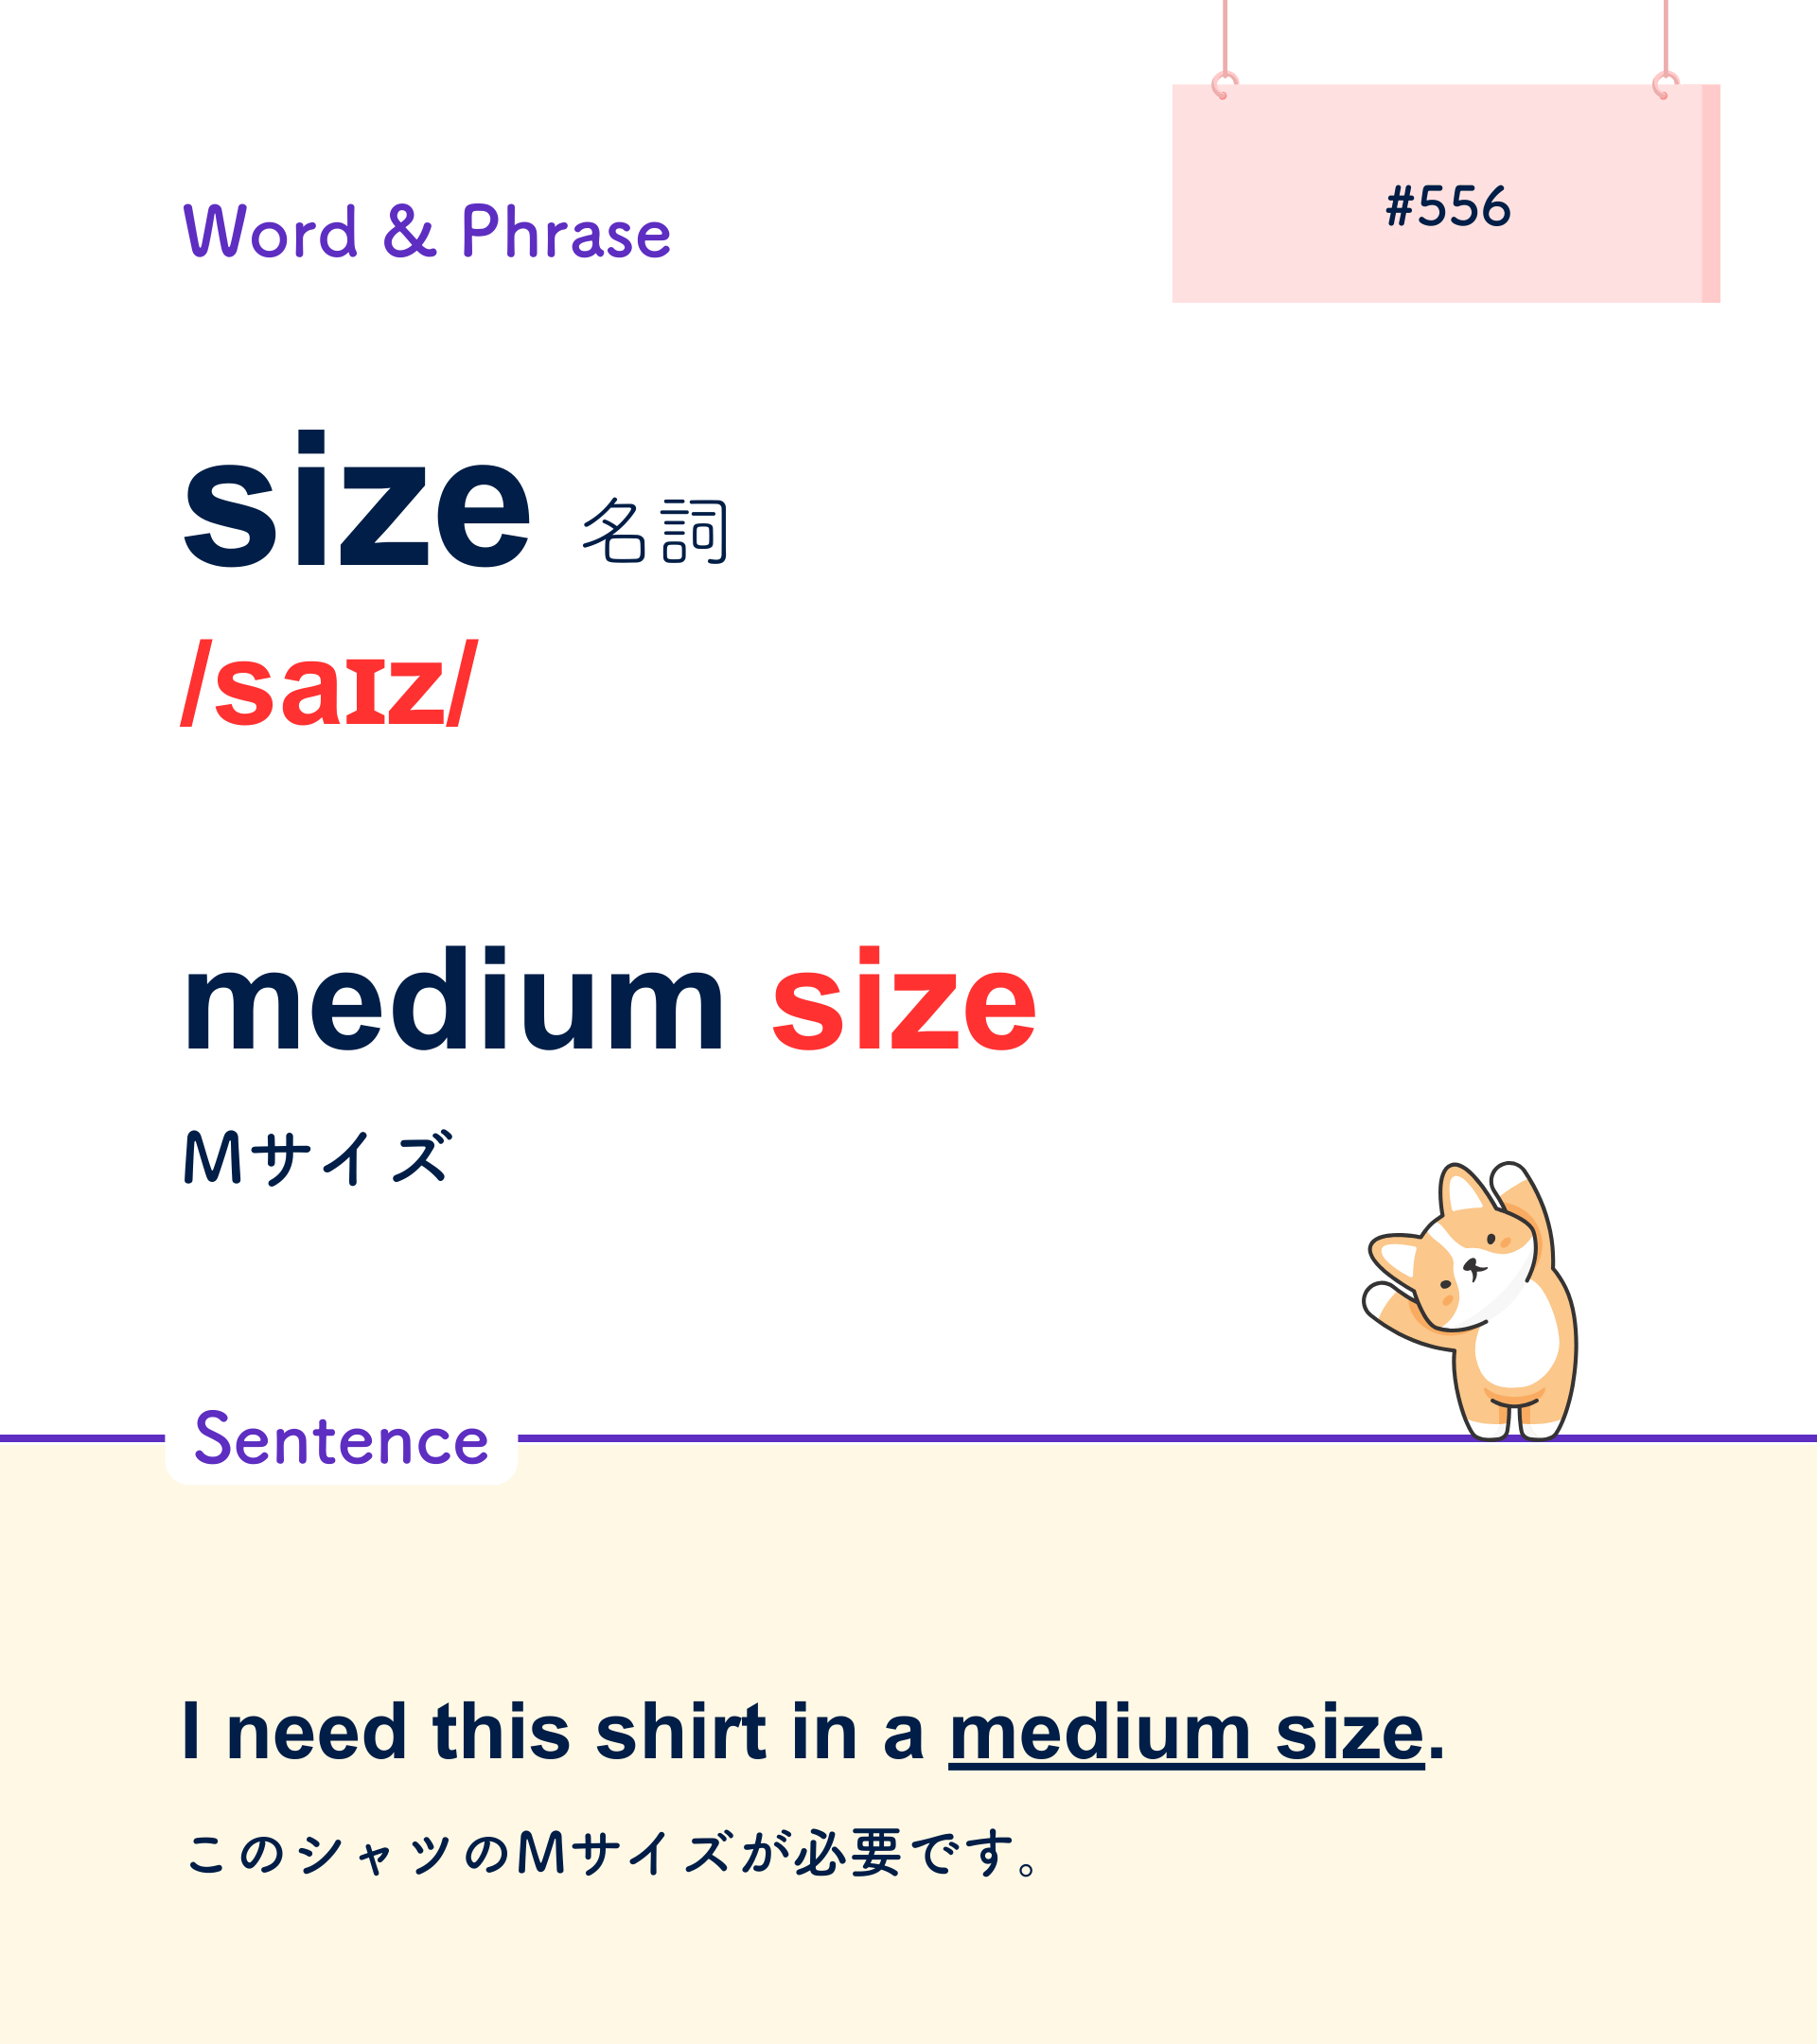 #556
Word & Phrase
size 名詞
/saɪz/
medium size
Mサイズ
Sentence
I need this shirt in a medium size.
このシャツのMサイズが必要です。